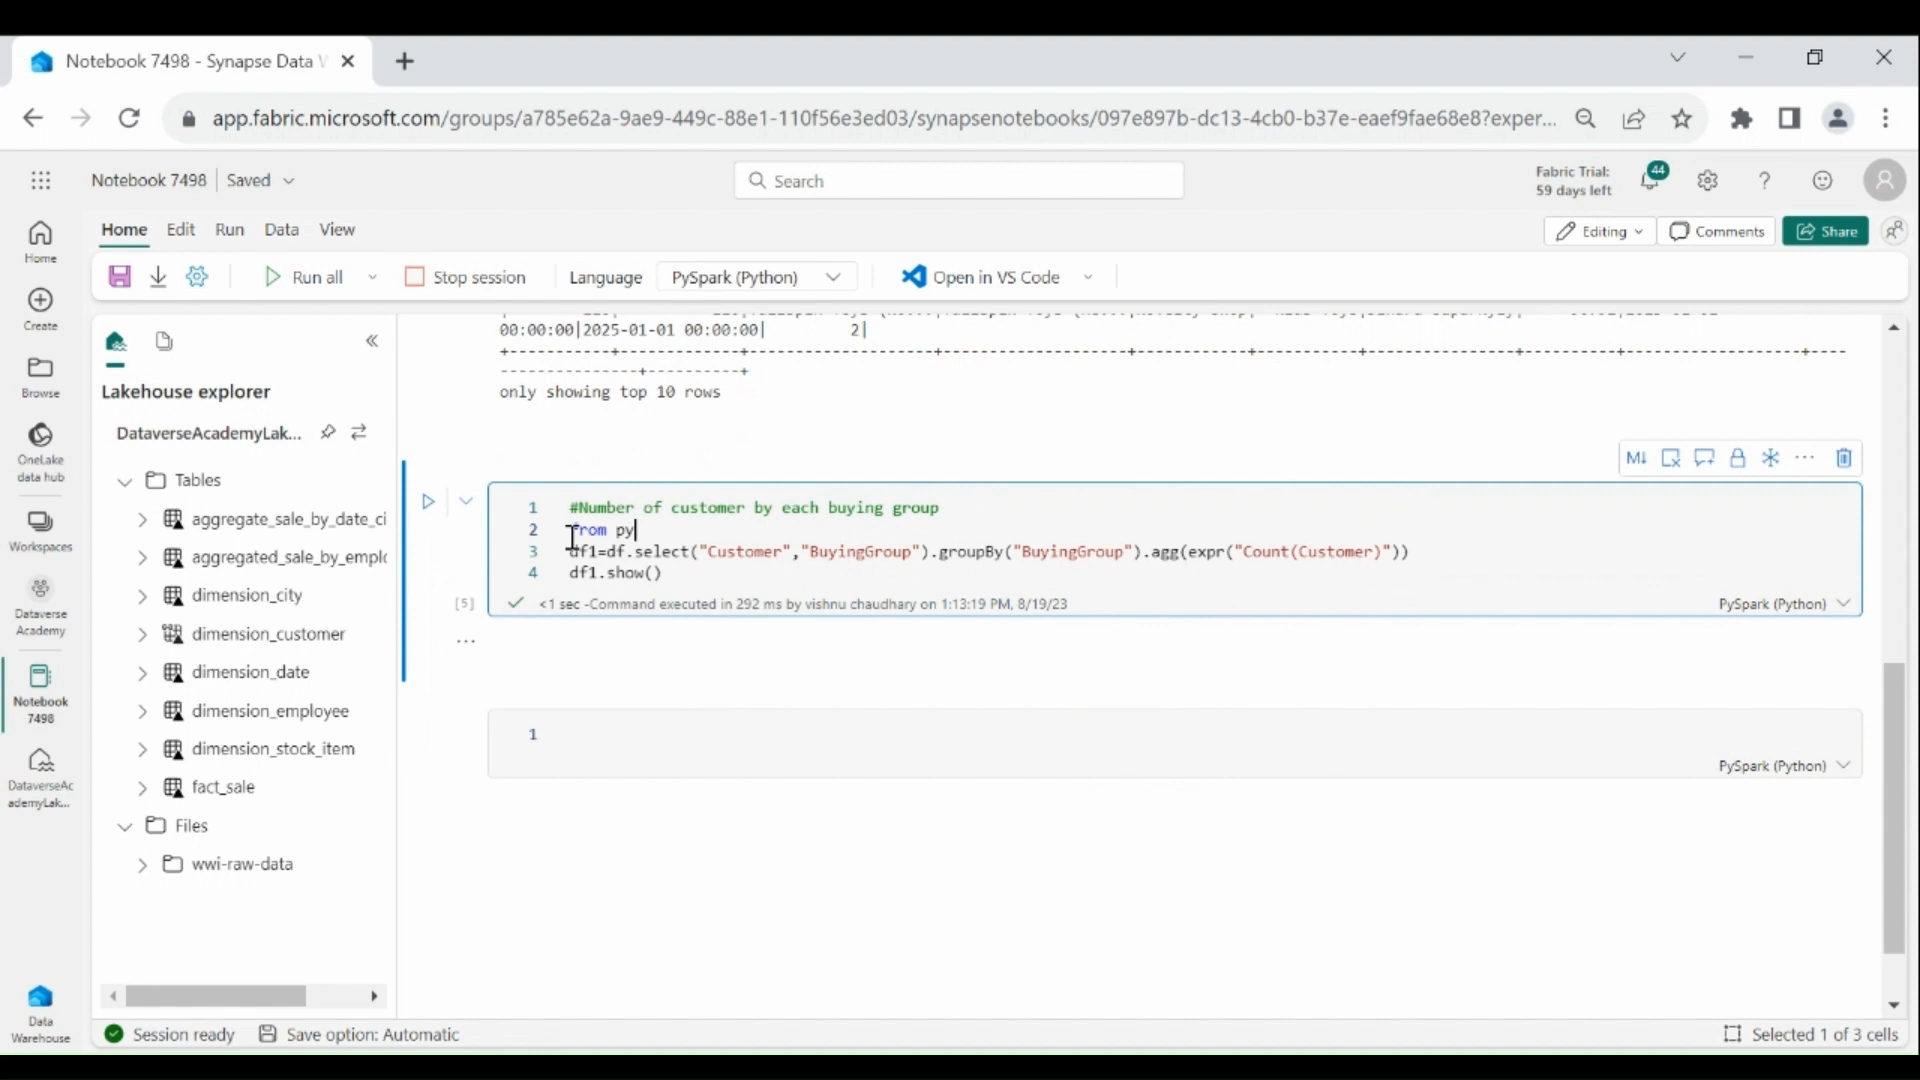 Notebook 7498 - Synapse Data
app.fabric.microsoft.com/groups/a785e62a-9ae9-449c-88e1-110f56e3ed03/synapsenotebooks/097e897b-dc13-4cb0-b37e-eaef9fae68e8?exper...
Notebook 7498 Saved
Search
Fabric Trial:
59 days left
44
Home Edit Run Data View
Editing Comments Share
Run all Stop session Language PySpark (Python) Open in VS Code
Home
Create
Browse
OneLake
data hub
Workspaces
Dataverse
Academy
Notebook
7498
DataverseAc
ademyLak...
Data
Warehouse
Lakehouse explorer
DataverseAcademyLak...
Tables
aggregate_sale_by_date_ci
aggregated_sale_by_emplo
dimension_city
dimension_customer
dimension_date
dimension_employee
dimension_stock_item
fact_sale
Files
wwi-raw-data
00:00:00|2025-01-01 00:00:00| 2|
+-----------+------------+-------------------+-------------------+-----------+----------+---------------+----------+------------------+----
--------------+----------+
only showing top 10 rows
M↓
1 #Number of customer by each buying group
2 from py
3 df1=df.select("Customer","BuyingGroup").groupBy("BuyingGroup").agg(expr("Count(Customer)"))
4 df1.show()
[5] <1 sec -Command executed in 292 ms by vishnu chaudhary on 1:13:19 PM, 8/19/23 PySpark (Python)
...
1
PySpark (Python)
Session ready Save option: Automatic Selected 1 of 3 cells